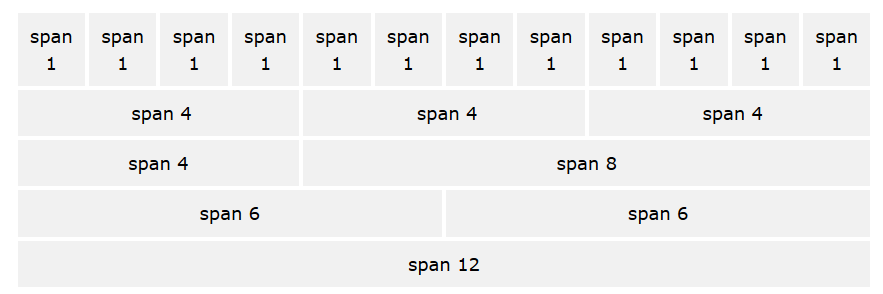 span span span span span span span span span span span span
1 1 1 1 1 1 1 1 1 1 1 1
span 4 span 4 span 4
span 4 span 8
span 6 span 6
span 12